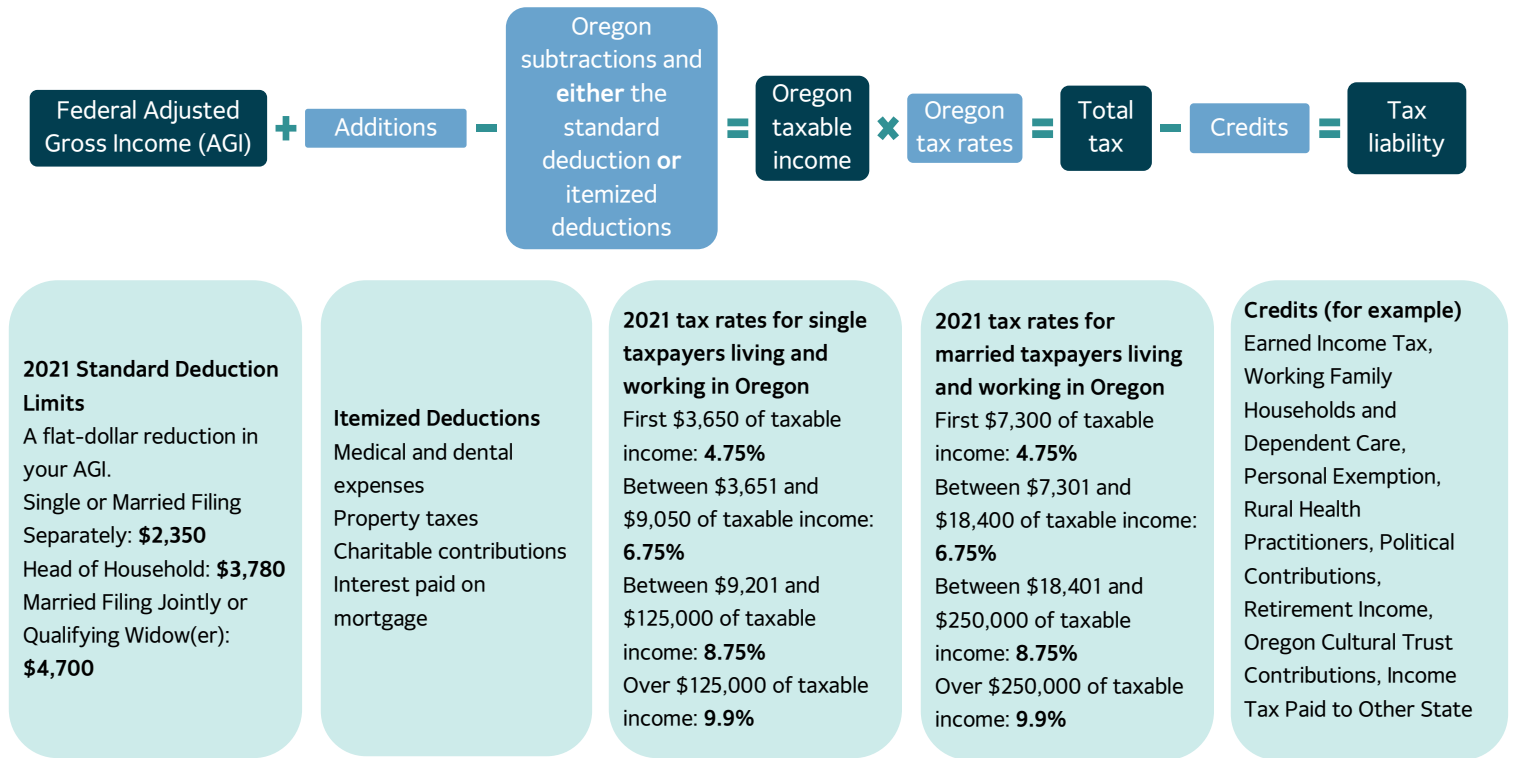 Federal Adjusted
Gross Income (AGI)
+
Additions
−
Oregon
subtractions and
either the
standard
deduction or
itemized
deductions
=
Oregon
taxable
income
×
Oregon
tax rates
=
Total
tax
−
Credits
=
Tax
liability
2021 Standard Deduction
Limits
A flat-dollar reduction in
your AGI.
Single or Married Filing
Separately: $2,350
Head of Household: $3,780
Married Filing Jointly or
Qualifying Widow(er):
$4,700
Itemized Deductions
Medical and dental
expenses
Property taxes
Charitable contributions
Interest paid on
mortgage
2021 tax rates for single
taxpayers living and
working in Oregon
First $3,650 of taxable
income: 4.75%
Between $3,651 and
$9,050 of taxable income:
6.75%
Between $9,201 and
$125,000 of taxable
income: 8.75%
Over $125,000 of taxable
income: 9.9%
2021 tax rates for
married taxpayers living
and working in Oregon
First $7,300 of taxable
income: 4.75%
Between $7,301 and
$18,400 of taxable income:
6.75%
Between $18,401 and
$250,000 of taxable
income: 8.75%
Over $250,000 of taxable
income: 9.9%
Credits (for example)
Earned Income Tax,
Working Family
Households and
Dependent Care,
Personal Exemption,
Rural Health
Practitioners, Political
Contributions,
Retirement Income,
Oregon Cultural Trust
Contributions, Income
Tax Paid to Other State